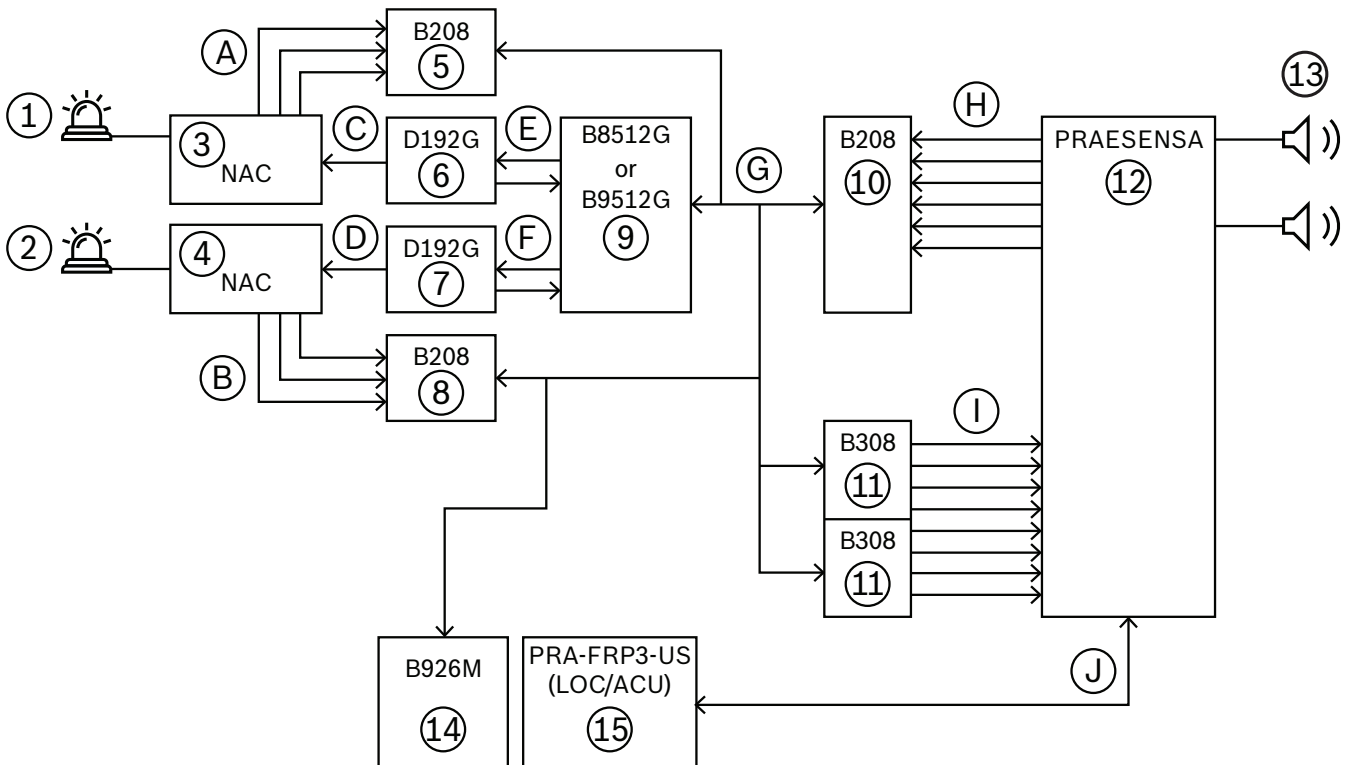 A
B208
5
13
1
H
C
E
3
NAC
D192G
6
B8512G
or
B9512G
9
G
B208
10
PRAESENSA
12
2
D
F
4
NAC
D192G
7
B
B208
8
I
B308
11
B308
11
B926M
14
PRA-FRP3-US
(LOC/ACU)
15
J